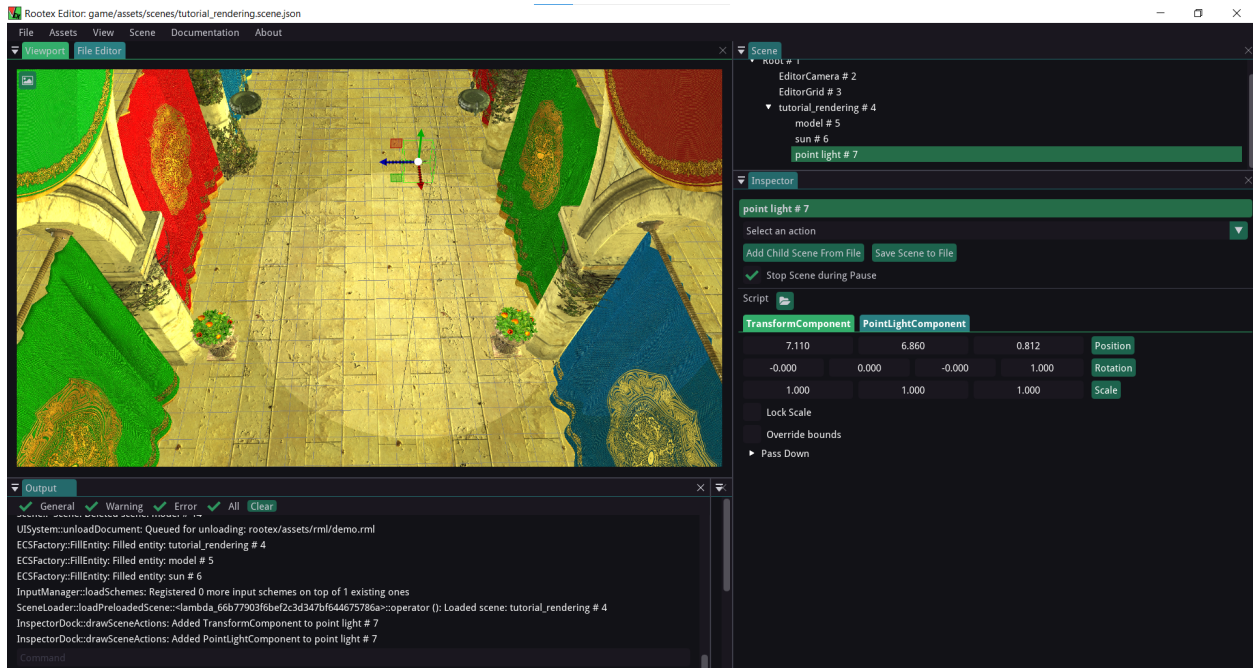 Rootex Editor: game/assets/scenes/tutorial_rendering.scene.json
File Assets View Scene Documentation About
Viewport File Editor
Scene
Root # 1
EditorCamera # 2
EditorGrid # 3
tutorial_rendering # 4
model # 5
sun # 6
point light # 7
Inspector
point light # 7
Select an action
Add Child Scene From File Save Scene to File
Stop Scene during Pause
Script
TransformComponent PointLightComponent
7.110 6.860 0.812 Position
-0.000 0.000 -0.000 1.000 Rotation
1.000 1.000 1.000 Scale
Lock Scale
Override bounds
Pass Down
Output
General Warning Error All Clear
UISystem::unloadDocument: Queued for unloading: rootex/assets/rml/demo.rml
ECSFactory::FillEntity: Filled entity: tutorial_rendering # 4
ECSFactory::FillEntity: Filled entity: model # 5
ECSFactory::FillEntity: Filled entity: sun # 6
InputManager::loadSchemes: Registered 0 more input schemes on top of 1 existing ones
SceneLoader::loadPreloadedScene::<lambda_66b77903f6bef2c3d347bf644675786a>::operator (): Loaded scene: tutorial_rendering # 4
InspectorDock::drawSceneActions: Added TransformComponent to point light # 7
InspectorDock::drawSceneActions: Added PointLightComponent to point light # 7
Command